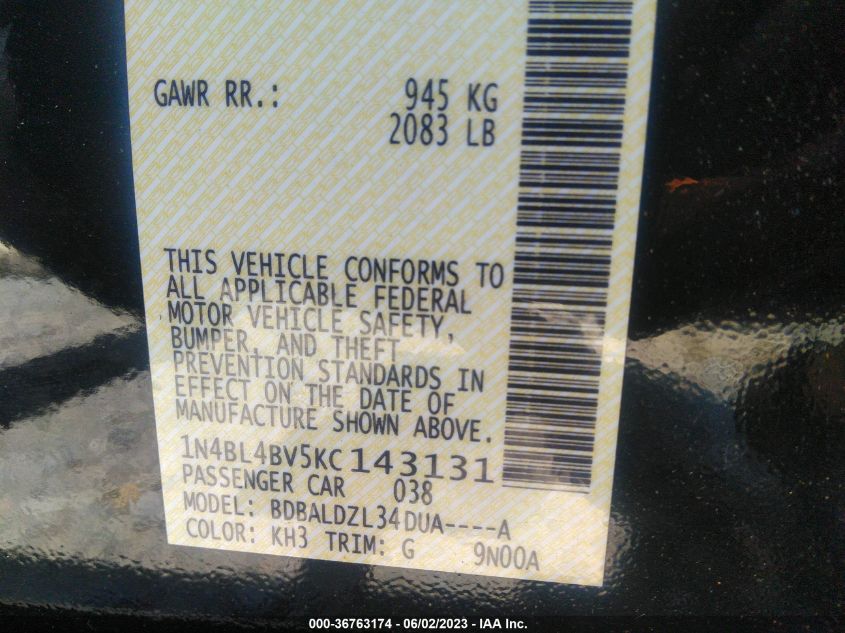 GAWR RR.: 945 KG
2083 LB
THIS VEHICLE CONFORMS TO
ALL APPLICABLE FEDERAL
MOTOR VEHICLE SAFETY,
BUMPER, AND THEFT
PREVENTION STANDARDS IN
EFFECT ON THE DATE OF
MANUFACTURE SHOWN ABOVE.
1N4BL4BV5KC143131
PASSENGER CAR 038
MODEL: BDBALDZL34DUA----A
COLOR: KH3 TRIM: G 9N00A
000-36763174 - 06/02/2023 - IAA Inc.